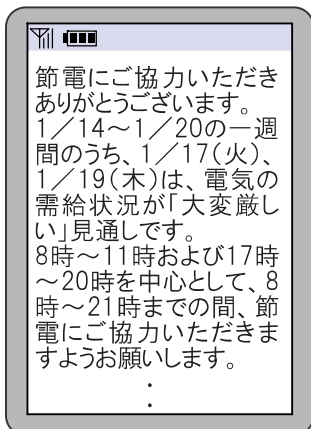 節電にご協力いただき
ありがとうございます。
1/14~1/20の一週
間のうち、1/17(火)、
1/19(木)は、電気の
需給状況が「大変厳し
い」見通しです。
8時~11時および17時
~20時を中心として、8
時~21時までの間、節
電にご協力いただきま
すようお願いします。
・
・